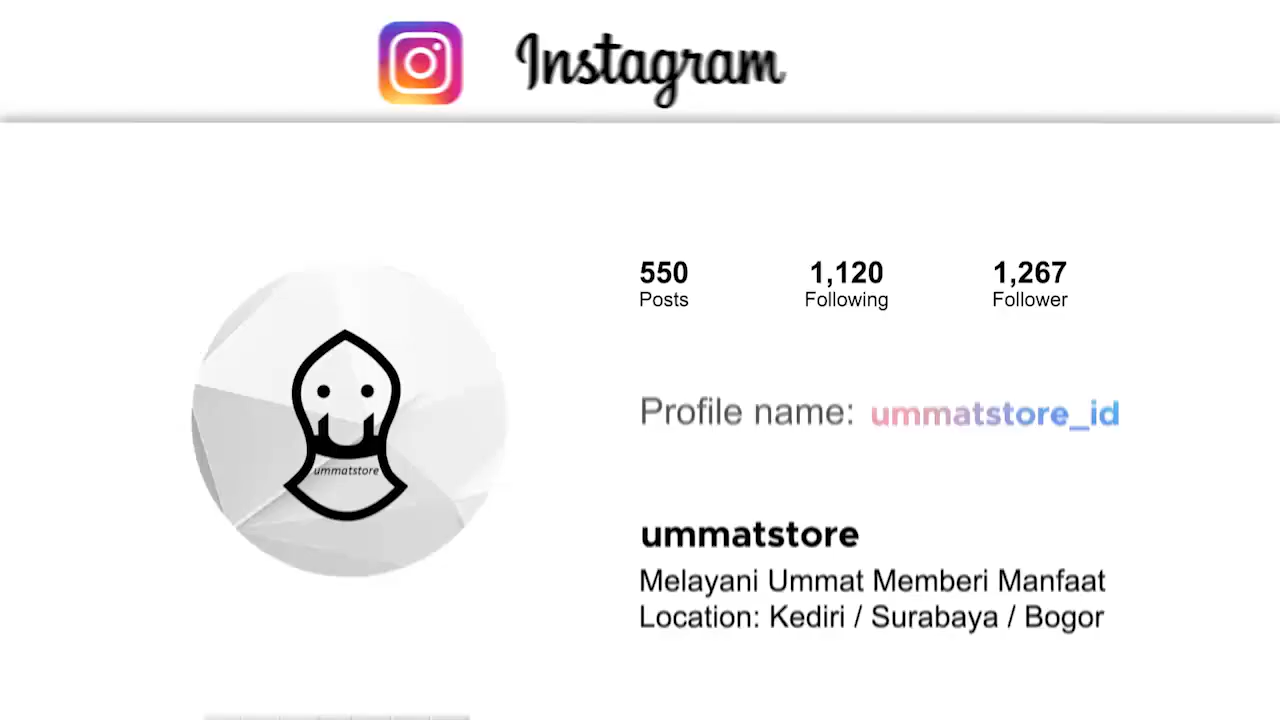 Instagram
550 1,120 1,267
Posts Following Follower
Profile name: ummatstore_id
ummatstore
ummatstore
Melayani Ummat Memberi Manfaat
Location: Kediri / Surabaya / Bogor